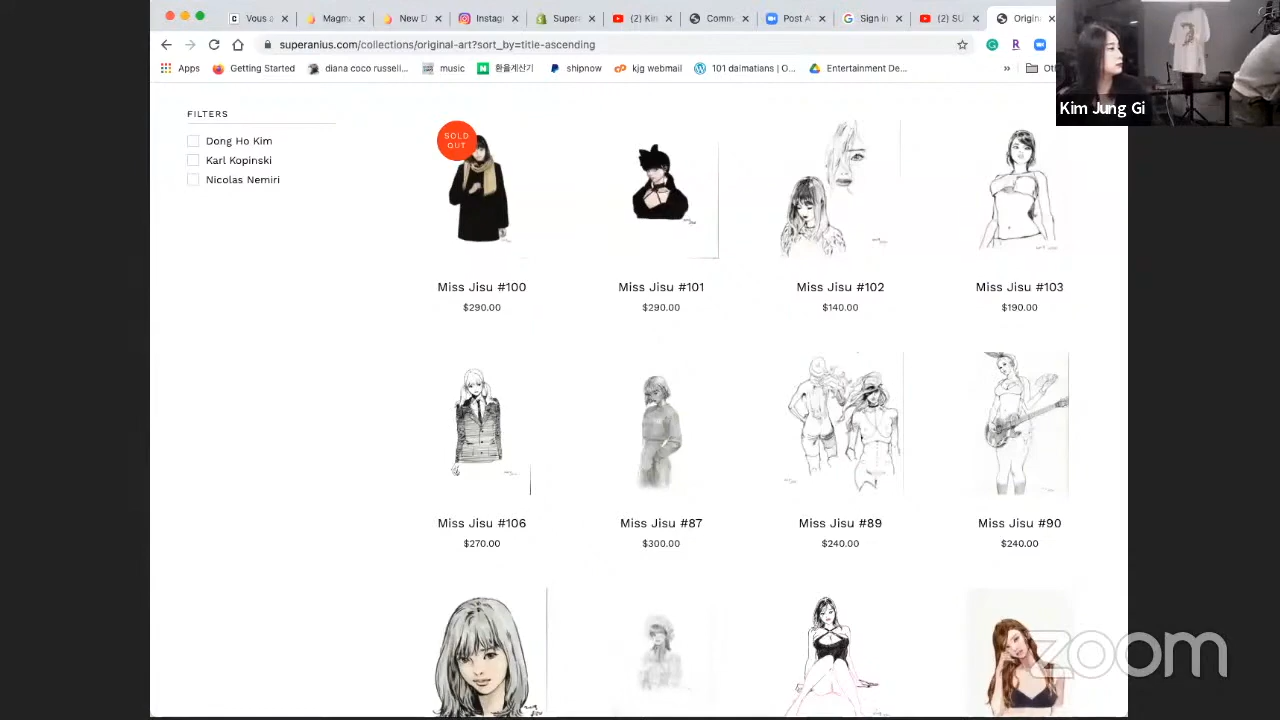 Vous a
Magma
New D
Instag
Supera
(2) Kin
Comm
Post A
Sign in
(2) SU
Origin
superanius.com/collections/original-art?sort_by=title-ascending
Apps
Getting Started
diana coco russell...
music
환율계산기
shipnow
kjg webmail
101 dalmatians | O...
Entertainment De...
»
Kim Jung Gi
FILTERS
Dong Ho Kim
Karl Kopinski
Nicolas Nemiri
SOLD
OUT
Miss Jisu #100
$290.00
Miss Jisu #101
$290.00
Miss Jisu #102
$140.00
Miss Jisu #103
$190.00
Miss Jisu #106
$270.00
Miss Jisu #87
$300.00
Miss Jisu #89
$240.00
Miss Jisu #90
$240.00
zoom